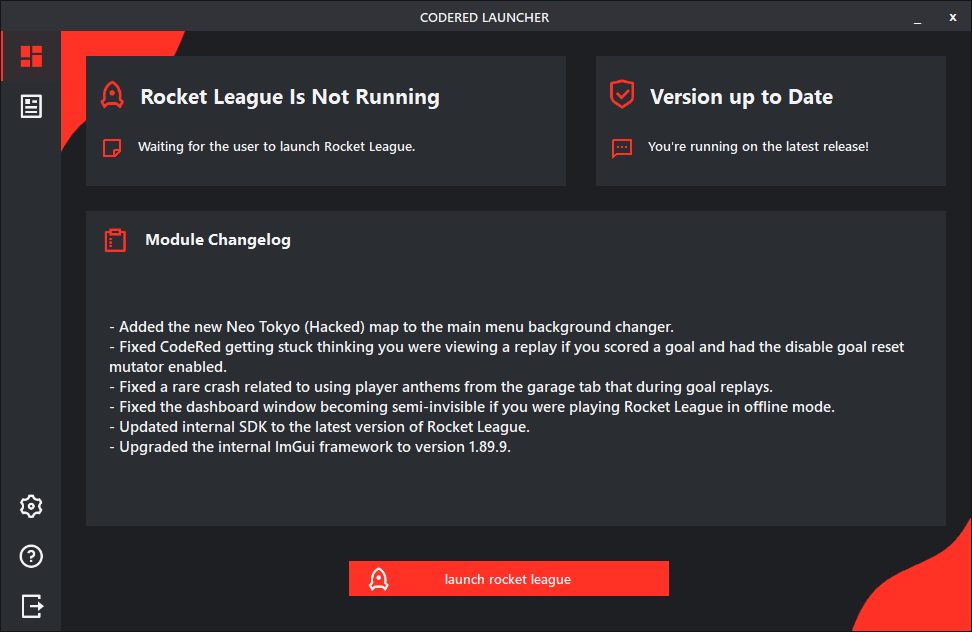 CODERED LAUNCHER
_ x
Rocket League Is Not Running
Waiting for the user to launch Rocket League.
Version up to Date
You're running on the latest release!
Module Changelog
- Added the new Neo Tokyo (Hacked) map to the main menu background changer.
- Fixed CodeRed getting stuck thinking you were viewing a replay if you scored a goal and had the disable goal reset
mutator enabled.
- Fixed a rare crash related to using player anthems from the garage tab that during goal replays.
- Fixed the dashboard window becoming semi-invisible if you were playing Rocket League in offline mode.
- Updated internal SDK to the latest version of Rocket League.
- Upgraded the internal ImGui framework to version 1.89.9.
launch rocket league